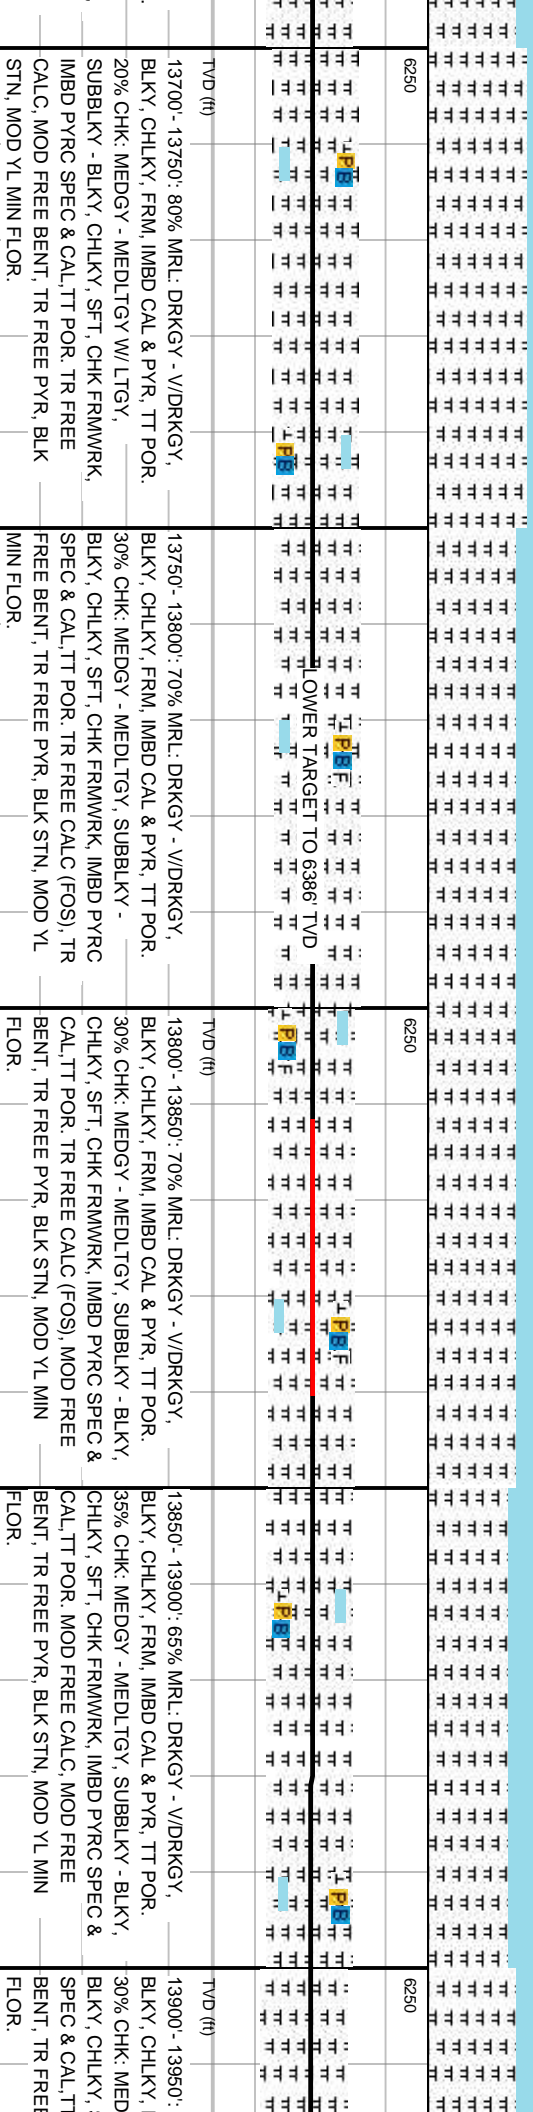 6250
TVD (ft)
13700'- 13750': 80% MRL: DRKGY - V/DRKGY,
BLKY, CHLKY, FRM, IMBD CAL & PYR, TT POR.
20% CHK: MEDGY - MEDLTGY W/ LTGY,
SUBBLKY - BLKY, CHLKY, SFT, CHK FRMWRK,
IMBD PYRC SPEC & CAL,TT POR. TR FREE
CALC, MOD FREE BENT, TR FREE PYR, BLK
STN, MOD YL MIN FLOR.
P B
P B
LOWER TARGET TO 6386' TVD
13750'- 13800': 70% MRL: DRKGY - V/DRKGY,
BLKY, CHLKY, FRM, IMBD CAL & PYR, TT POR.
30% CHK: MEDGY - MEDLTGY, SUBBLKY -
BLKY, CHLKY, SFT, CHK FRMWRK, IMBD PYRC
SPEC & CAL,TT POR. TR FREE CALC (FOS), TR
FREE BENT, TR FREE PYR, BLK STN, MOD YL
MIN FLOR.
P B F
6250
TVD (ft)
13800'- 13850': 70% MRL: DRKGY - V/DRKGY,
BLKY, CHLKY, FRM, IMBD CAL & PYR, TT POR.
30% CHK: MEDGY - MEDLTGY, SUBBLKY - BLKY,
CHLKY, SFT, CHK FRMWRK, IMBD PYRC SPEC &
CAL,TT POR. TR FREE CALC (FOS), MOD FREE
BENT, TR FREE PYR, BLK STN, MOD YL MIN
FLOR.
P B F
P B F
13850'- 13900': 65% MRL: DRKGY - V/DRKGY,
BLKY, CHLKY, FRM, IMBD CAL & PYR, TT POR.
35% CHK: MEDGY - MEDLTGY, SUBBLKY - BLKY,
CHLKY, SFT, CHK FRMWRK, IMBD PYRC SPEC &
CAL,TT POR. MOD FREE CALC, MOD FREE
BENT, TR FREE PYR, BLK STN, MOD YL MIN
FLOR.
P B
P B
6250
TVD (ft)
13900'- 13950':
BLKY, CHLKY,
30% CHK: MED
BLKY, CHLKY,
SPEC & CAL,TT
BENT, TR FREE
FLOR.